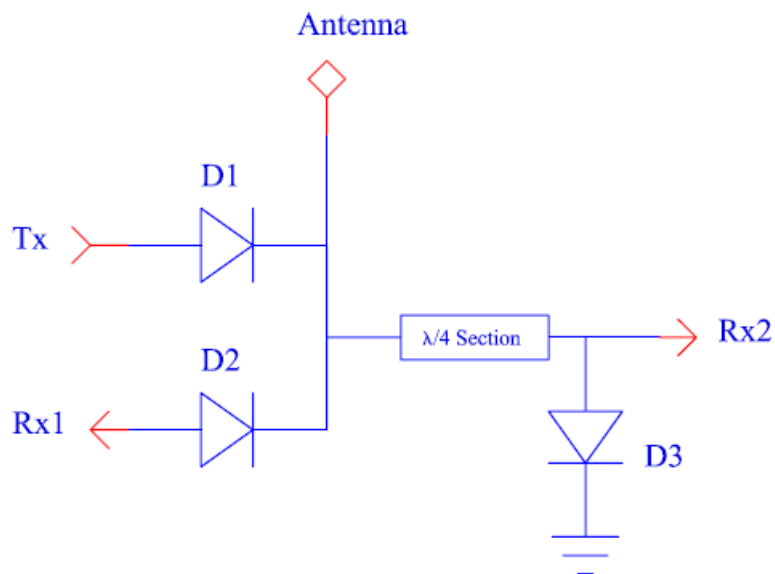 Antenna
D1
Tx
D2
λ/4 Section
Rx2
Rx1
D3